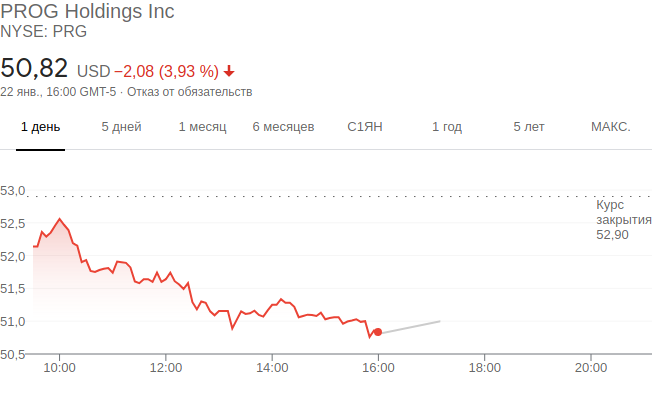 PROG Holdings Inc
NYSE: PRG
50,82 USD −2,08 (3,93 %)
22 янв., 16:00 GMT-5 · Отказ от обязательств
1 день 5 дней 1 месяц 6 месяцев С1ЯН 1 год 5 лет МАКС.
53,0
Курс
закрытия
52,90
52,5
52,0
51,5
51,0
50,5
10:00 12:00 14:00 16:00 18:00 20:00